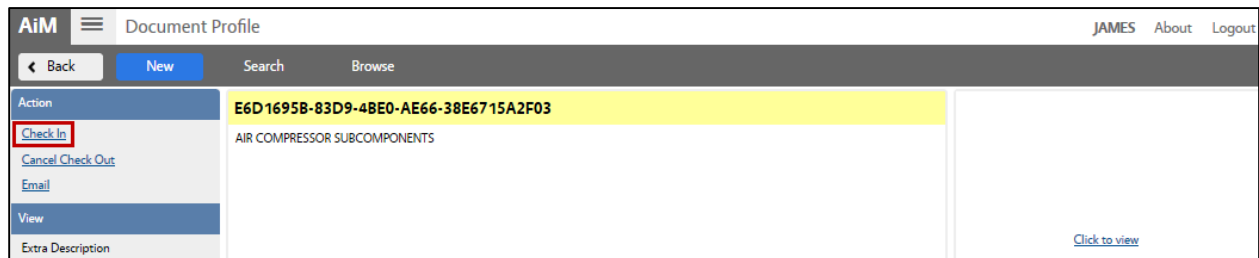 AiM Document Profile JAMES About Logout
Back New Search Browse
Action
Check In
Cancel Check Out
Email
View
Extra Description
E6D1695B-83D9-4BE0-AE66-38E6715A2F03
AIR COMPRESSOR SUBCOMPONENTS
Click to view